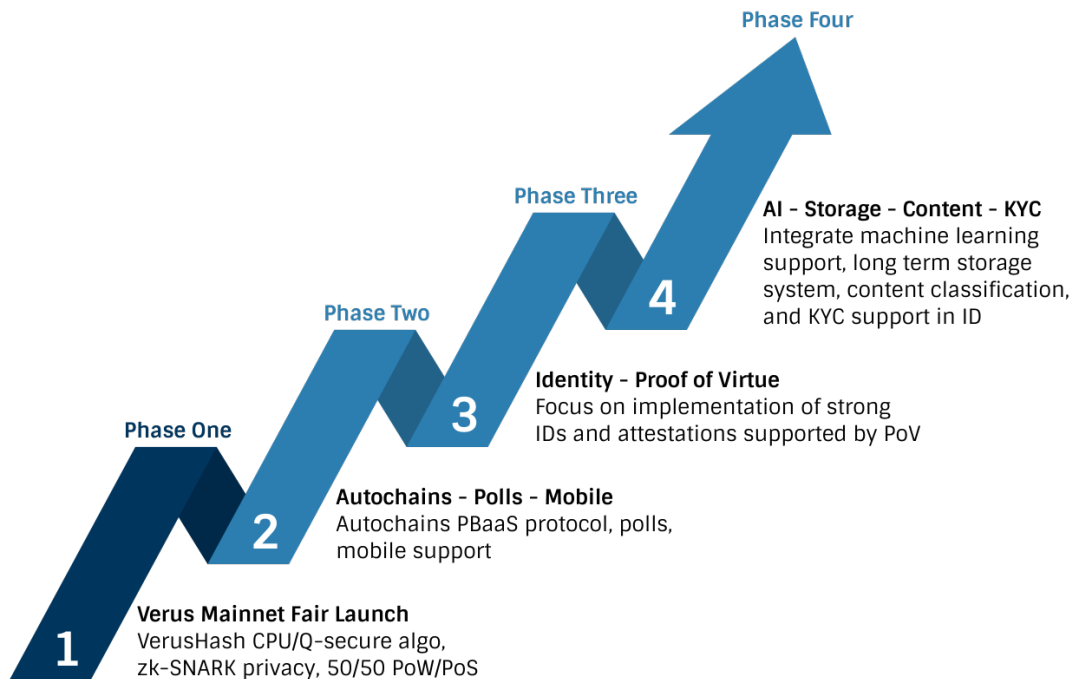 Phase Four
AI - Storage - Content - KYC
Integrate machine learning
support, long term storage
system, content classification,
and KYC support in ID
4
Phase Three
Identity - Proof of Virtue
Focus on implementation of strong
IDs and attestations supported by PoV
3
Phase Two
Autochains - Polls - Mobile
Autochains PBaaS protocol, polls,
mobile support
2
Phase One
Verus Mainnet Fair Launch
VerusHash CPU/Q-secure algo,
zk-SNARK privacy, 50/50 PoW/PoS
1